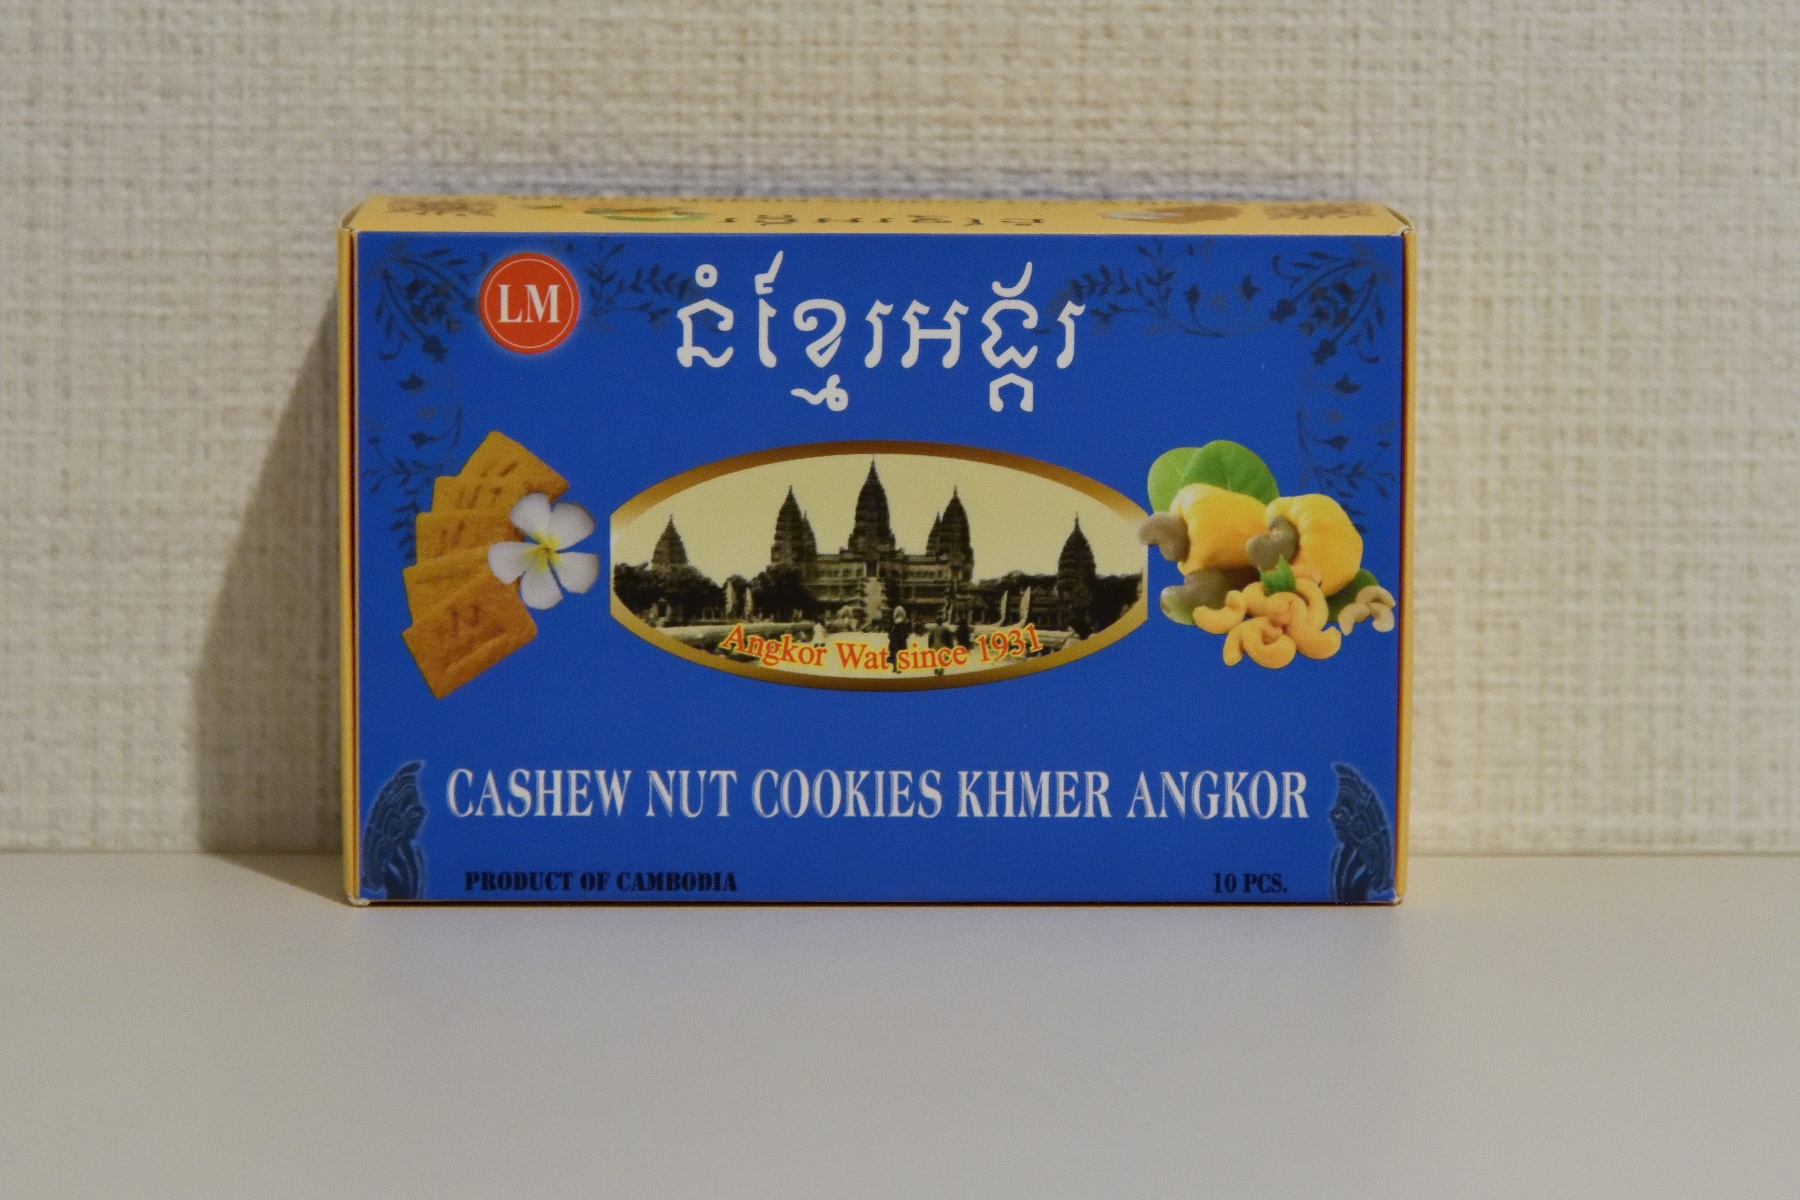 LM
នំខ្មែរអង្គរ
Angkor Wat since 1931
CASHEW NUT COOKIES KHMER ANGKOR
PRODUCT OF CAMBODIA
10 PCS.